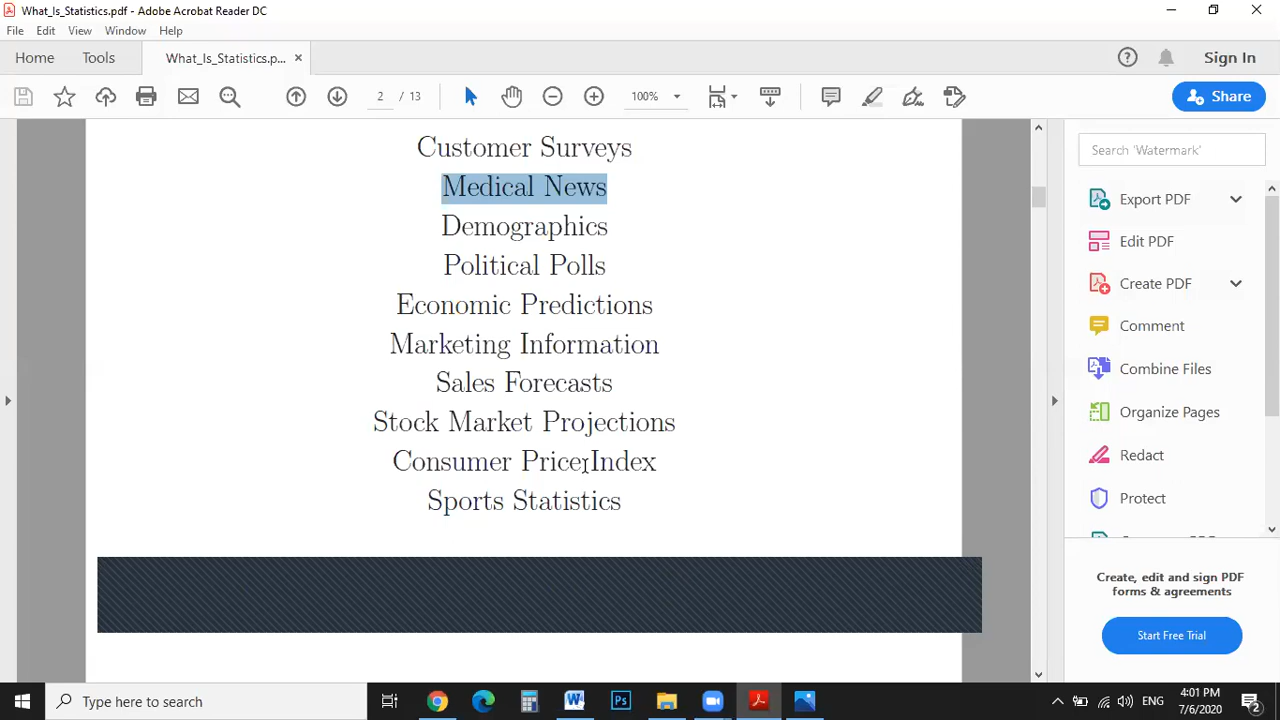 What_Is_Statistics.pdf - Adobe Acrobat Reader DC
File Edit View Window Help
Home Tools What_Is_Statistics.p... Sign In
2 / 13 100% Share
Customer Surveys
Medical News
Demographics
Political Polls
Economic Predictions
Marketing Information
Sales Forecasts
Stock Market Projections
Consumer Price Index
Sports Statistics
Search 'Watermark'
Export PDF
Edit PDF
Create PDF
Comment
Combine Files
Organize Pages
Redact
Protect
Create, edit and sign PDF
forms & agreements
Start Free Trial
Type here to search
ENG
4:01 PM
7/6/2020
2